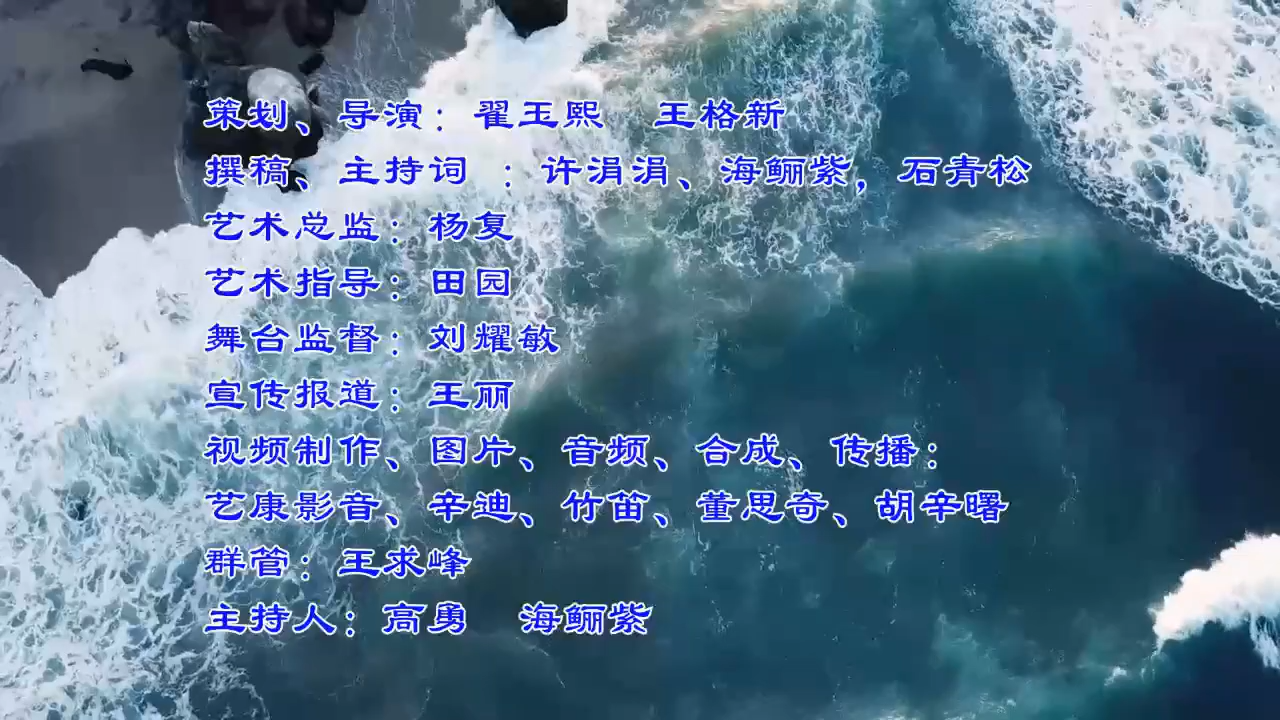 策划、导演：翟玉熙　王格新
撰稿、主持词 ：许涓涓、海鲡紫，石青松
艺术总监：杨复
艺术指导：田园
舞台监督：刘耀敏
宣传报道：王丽
视频制作、图片、音频、合成、传播：
艺康影音、辛迪、竹笛、董思奇、胡辛曙
群管：王求峰
主持人：高勇　海鲡紫